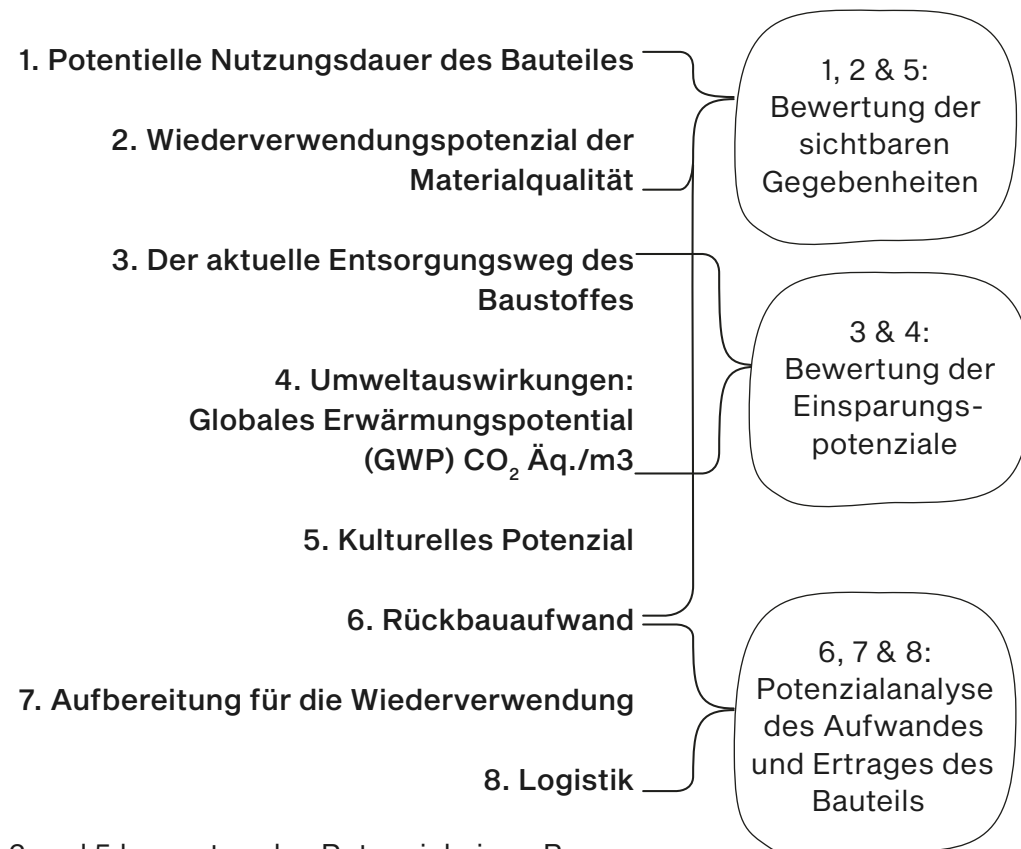 1. Potentielle Nutzungsdauer des Bauteiles
2. Wiederverwendungspotenzial der
Materialqualität
3. Der aktuelle Entsorgungsweg des
Baustoffes
4. Umweltauswirkungen:
Globales Erwärmungspotential
(GWP) CO₂ Äq./m3
5. Kulturelles Potenzial
6. Rückbauaufwand
7. Aufbereitung für die Wiederverwendung
8. Logistik
1, 2 & 5:
Bewertung der
sichtbaren
Gegebenheiten
3 & 4:
Bewertung der
Einsparungs-
potenziale
6, 7 & 8:
Potenzialanalyse
des Aufwandes
und Ertrages des
Bauteils